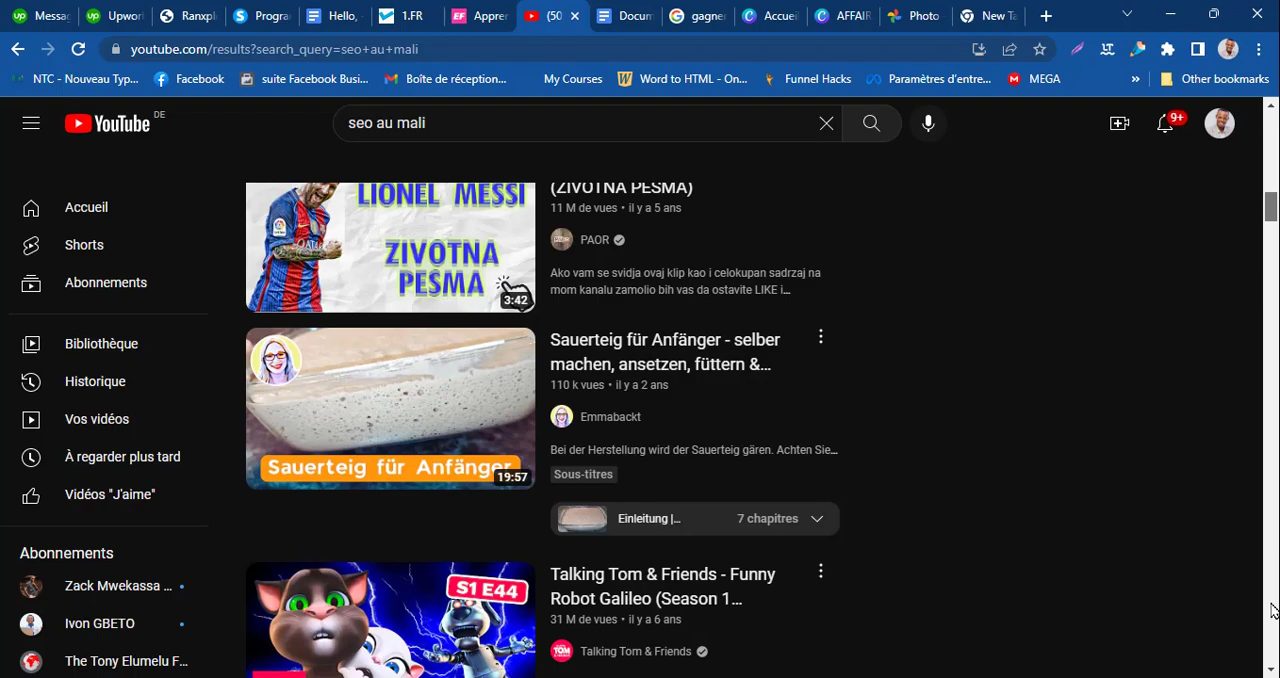 Messag
Upwor
Ranxpl
Progra
Hello,
1.FR
Apprer
(50
Docum
gagne
Accuei
AFFAIR
Photo -
New Ta
youtube.com/results?search_query=seo+au+mali
NTC - Nouveau Typ...
Facebook
suite Facebook Busi...
Boîte de réception...
My Courses
Word to HTML - On...
Funnel Hacks
Paramètres d'entre...
MEGA
»
Other bookmarks
YouTube DE
seo au mali
9+
Accueil
Shorts
Abonnements
Bibliothèque
Historique
Vos vidéos
À regarder plus tard
Vidéos "J'aime"
Abonnements
Zack Mwekassa ...
Ivon GBETO
The Tony Elumelu F...
LIONEL MESSI
ZIVOTNA
PESMA
3:42
(ZIVOTNA PESMA)
11 M de vues • il y a 5 ans
PAOR
Ako vam se svidja ovaj klip kao i celokupan sadrzaj na
mom kanalu zamolio bih vas da ostavite LIKE i...
Sauerteig für Anfänger
19:57
Sauerteig für Anfänger - selber
machen, ansetzen, füttern &...
110 k vues • il y a 2 ans
Emmabackt
Bei der Herstellung wird der Sauerteig gären. Achten Sie...
Sous-titres
Einleitung |...
7 chapitres
S1 E44
Talking Tom & Friends - Funny
Robot Galileo (Season 1...
31 M de vues • il y a 6 ans
Talking Tom & Friends